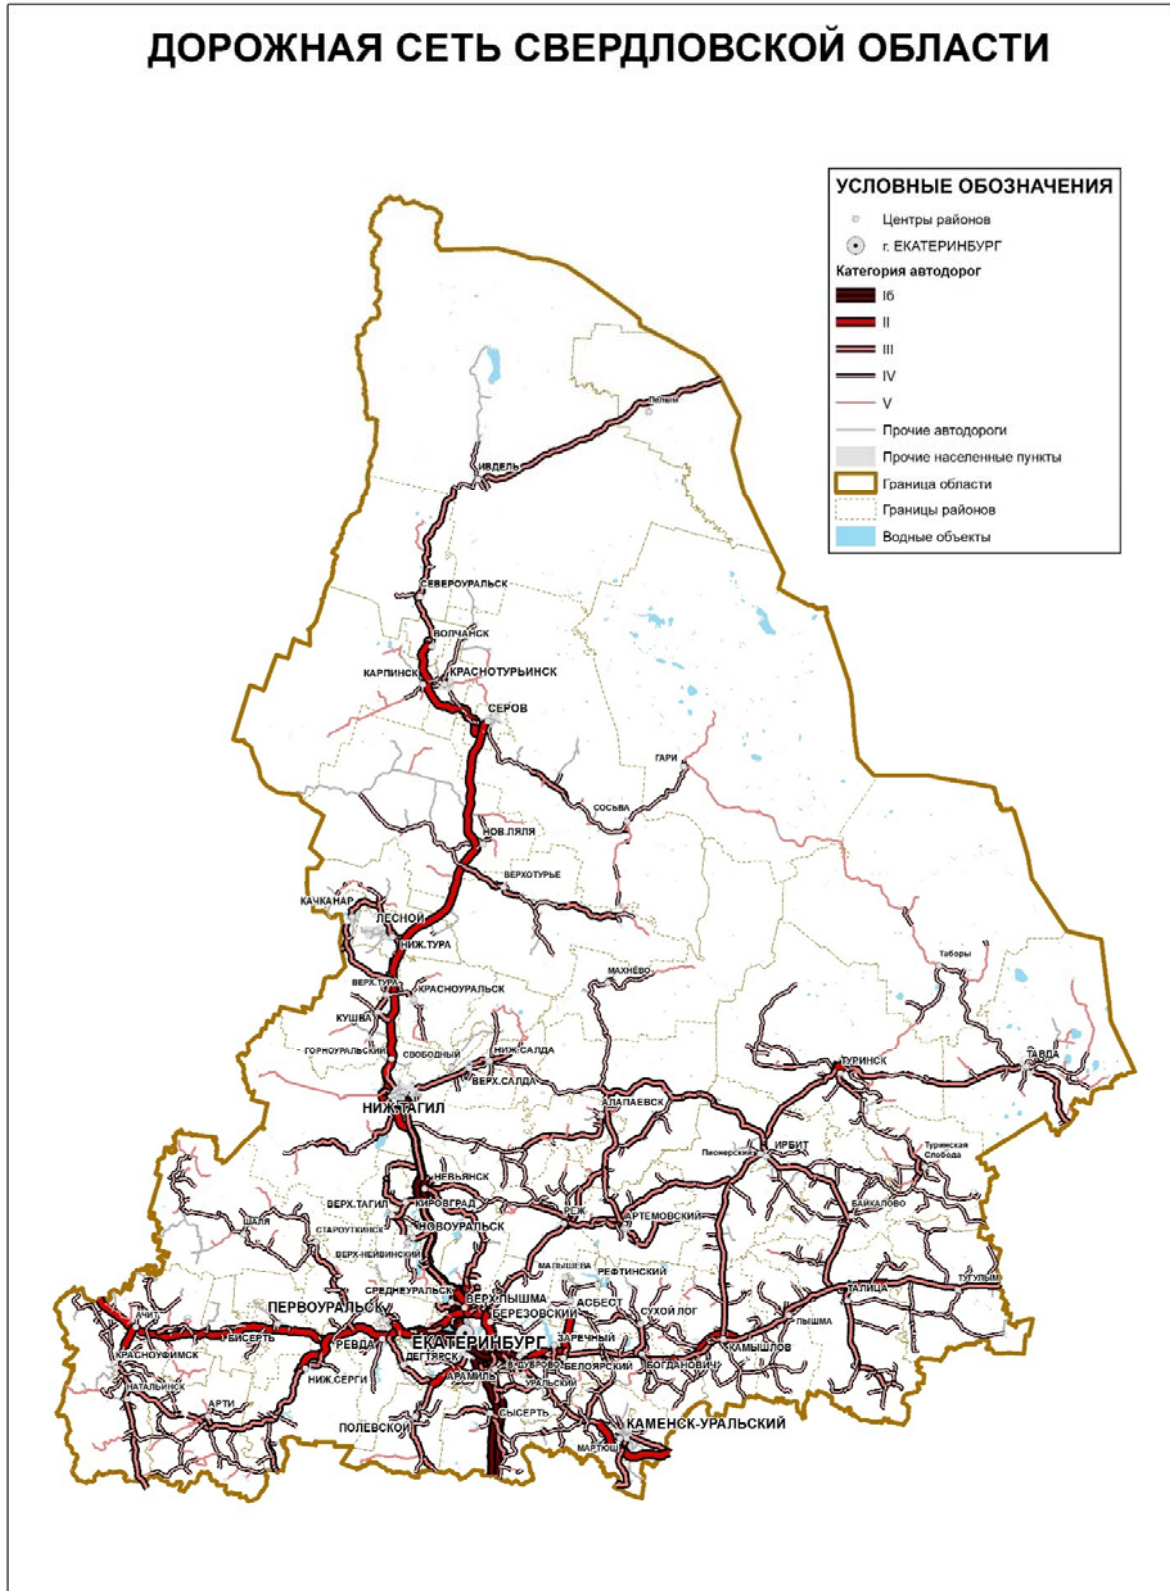 ДОРОЖНАЯ СЕТЬ СВЕРДЛОВСКОЙ ОБЛАСТИ
УСЛОВНЫЕ ОБОЗНАЧЕНИЯ
Центры районов
г. ЕКАТЕРИНБУРГ
Категория автодорог
Iб
II
III
IV
V
Прочие автодороги
Прочие населенные пункты
Граница области
Границы районов
Водные объекты
Пелым
ИВДЕЛЬ
СЕВЕРОУРАЛЬСК
ВОЛЧАНСК
КАРПИНСК
КРАСНОТУРЬИНСК
СЕРОВ
ГАРИ
СОСЬВА
НОВ.ЛЯЛЯ
ВЕРХОТУРЬЕ
КАЧКАНАР
ЛЕСНОЙ
НИЖ.ТУРА
Таборы
МАХНЁВО
ВЕРХ.ТУРА
КРАСНОУРАЛЬСК
КУШВА
ГОРНОУРАЛЬСКИЙ
СВОБОДНЫЙ
НИЖ.САЛДА
ВЕРХ.САЛДА
ТУРИНСК
ТАВДА
НИЖ.ТАГИЛ
АЛАПАЕВСК
Пионерский
ИРБИТ
Туринская
Слобода
НЕВЬЯНСК
ВЕРХ.ТАГИЛ
КИРОВГРАД
РЕЖ
АРТЕМОВСКИЙ
БАЙКАЛОВО
ШАЛЯ
СТАРОУТКИНСК
НОВОУРАЛЬСК
ВЕРХ-НЕЙВИНСКИЙ
МАЛЫШЕВА
РЕФТИНСКИЙ
СРЕДНЕУРАЛЬСК
ВЕРХ.ПЫШМА
АСБЕСТ
СУХОЙ ЛОГ
ТАЛИЦА
ТУГУЛЫМ
АЧИТ
ПЕРВОУРАЛЬСК
БЕРЕЗОВСКИЙ
ПЫШМА
БИСЕРТЬ
РЕВДА
ЕКАТЕРИНБУРГ
ЗАРЕЧНЫЙ
КАМЫШЛОВ
КРАСНОУФИМСК
ДЕГТЯРСК
В.ДУБРОВО
БЕЛОЯРСКИЙ
БОГДАНОВИЧ
НИЖ.СЕРГИ
АРАМИЛЬ
УРАЛЬСКИЙ
НАТАЛЬИНСК
АРТИ
СЫСЕРТЬ
ПОЛЕВСКОЙ
КАМЕНСК-УРАЛЬСКИЙ
МАРТЮШ